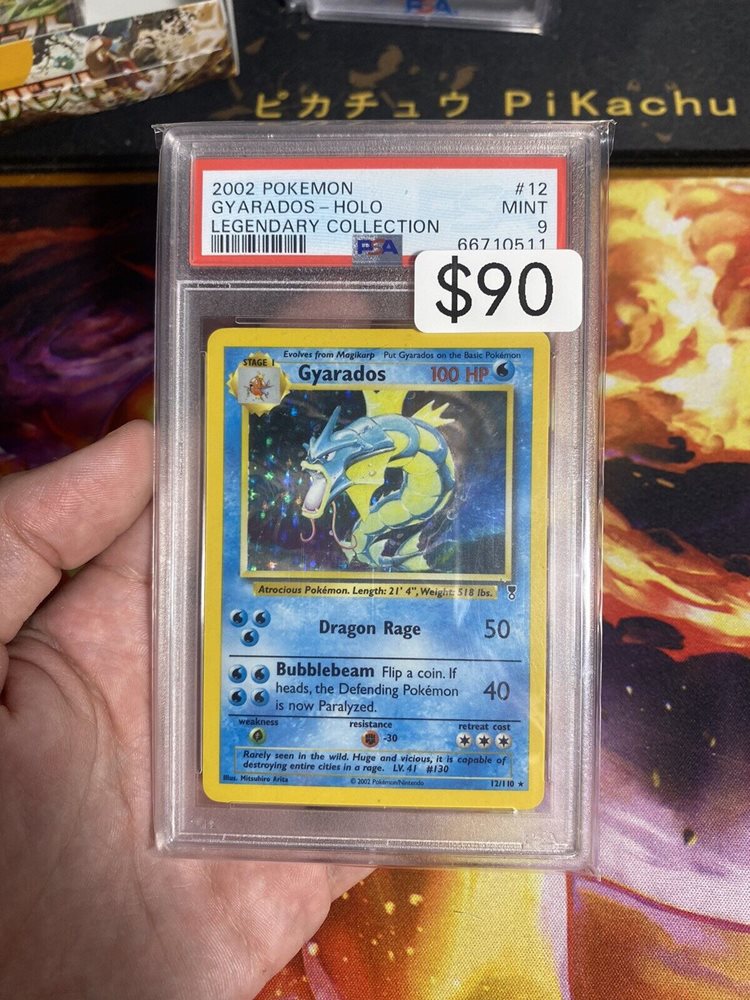 PSA
ピカチュウ PiKachu
2002 POKEMON #12
GYARADOS - HOLO MINT
LEGENDARY COLLECTION 9
PSA 66710511
$90
Evolves from Magikarp Put Gyarados on the Basic Pokémon
STAGE 1
Gyarados 100 HP
Atrocious Pokémon. Length: 21' 4", Weight: 518 lbs.
Dragon Rage 50
Bubblebeam Flip a coin. If
heads, the Defending Pokémon 40
is now Paralyzed.
weakness resistance retreat cost
-30
Rarely seen in the wild. Huge and vicious, it is capable of
destroying entire cities in a rage. LV. 41 #130
Illus. Mitsuhiro Arita © 2002 Pokémon/Nintendo 12/110 ★